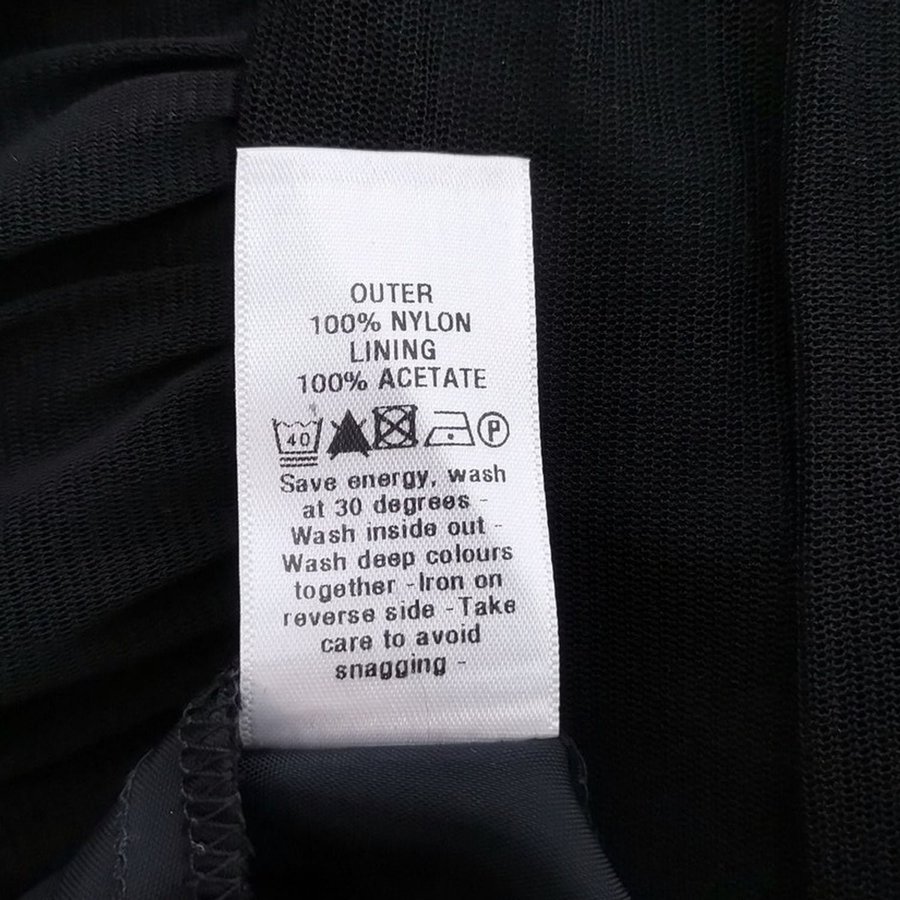 OUTER
100% NYLON
LINING
100% ACETATE
40 P
Save energy, wash
at 30 degrees -
Wash inside out -
Wash deep colours
together -Iron on
reverse side -Take
care to avoid
snagging -